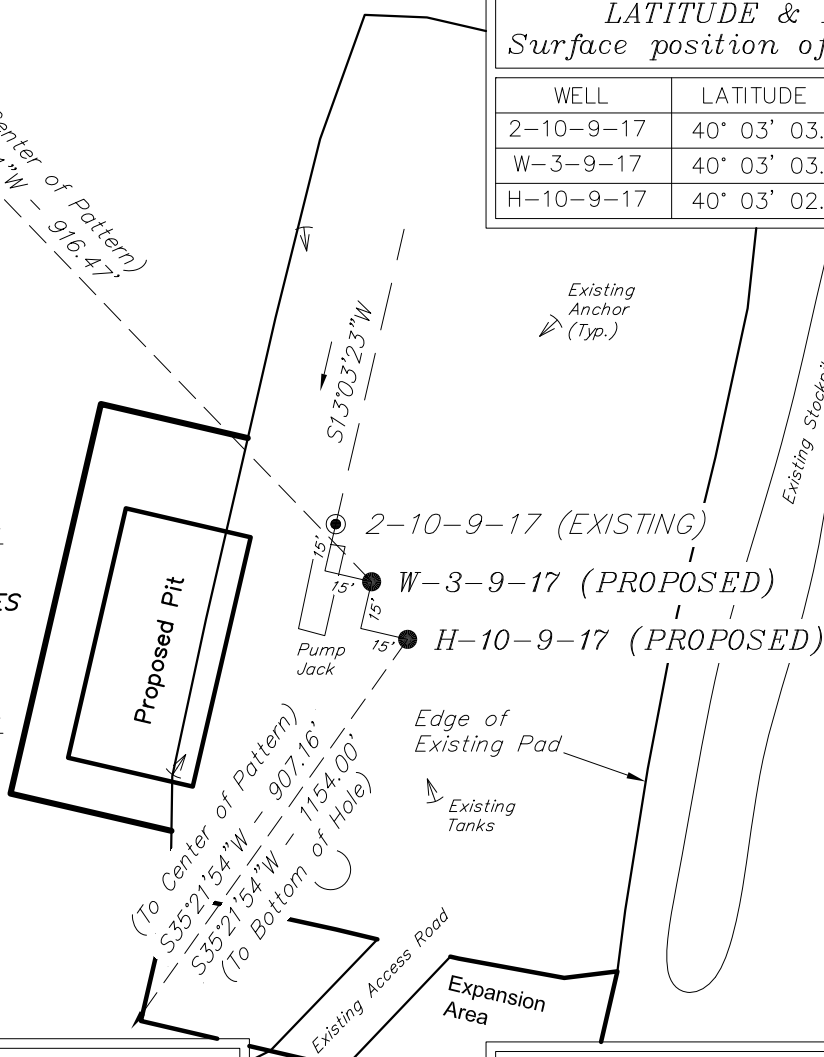 LATITUDE &
Surface position of
WELL LATITUDE
2-10-9-17 40° 03' 03.
W-3-9-17 40° 03' 03.
H-10-9-17 40° 03' 02.
Center of Pattern)
"W - 916.47'
Existing
Anchor
(Typ.)
S13°03'23"W
Existing
2-10-9-17 (EXISTING)
15'
15'
W-3-9-17 (PROPOSED)
15'
15'
H-10-9-17 (PROPOSED)
Pump
Jack
Proposed Pit
ES
Edge of
Existing Pad
Existing
Tanks
(To Center of Pattern)
S35°21'54"W - 907.16'
S35°21'54"W - 1154.00'
(To Bottom of Hole)
Existing Access Road
Expansion
Area